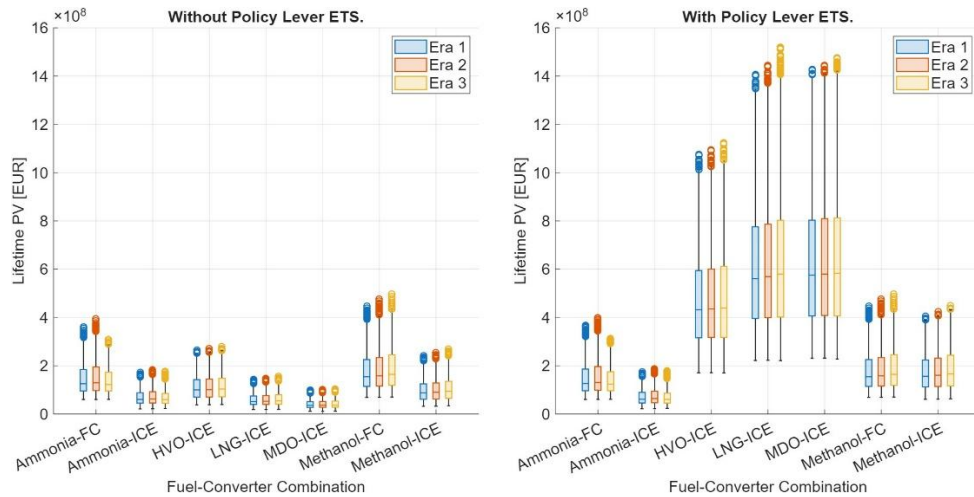 Without Policy Lever ETS.
×10⁸
Lifetime PV [EUR]
16
14
12
10
8
6
4
2
0
Era 1
Era 2
Era 3
Ammonia-FC
Ammonia-ICE
HVO-ICE
LNG-ICE
MDO-ICE
Methanol-FC
Methanol-ICE
Fuel-Converter Combination
With Policy Lever ETS.
×10⁸
Lifetime PV [EUR]
16
14
12
10
8
6
4
2
0
Era 1
Era 2
Era 3
Ammonia-FC
Ammonia-ICE
HVO-ICE
LNG-ICE
MDO-ICE
Methanol-FC
Methanol-ICE
Fuel-Converter Combination